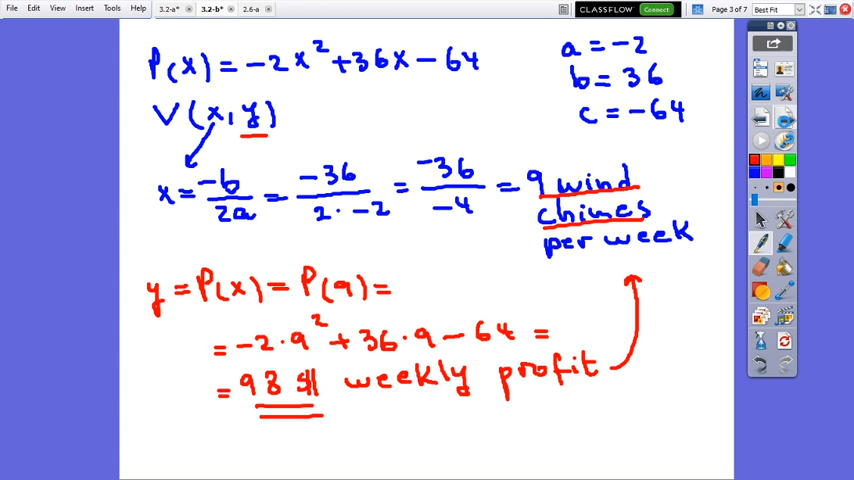 File Edit View Insert Tools Help 3.2-a* 3.2-b* 2.6-a CLASSFLOW Connect Page 3 of 7 Best Fit
P(x) = -2x² + 36x - 64
a = -2
b = 36
c = -64
V(x, y)
x = -b/2a = -36/2·-2 = -36/-4 = 9 wind
chimes
per week
y = P(x) = P(9) =
= -2·9² + 36·9 - 64 =
= 98 $ weekly profit